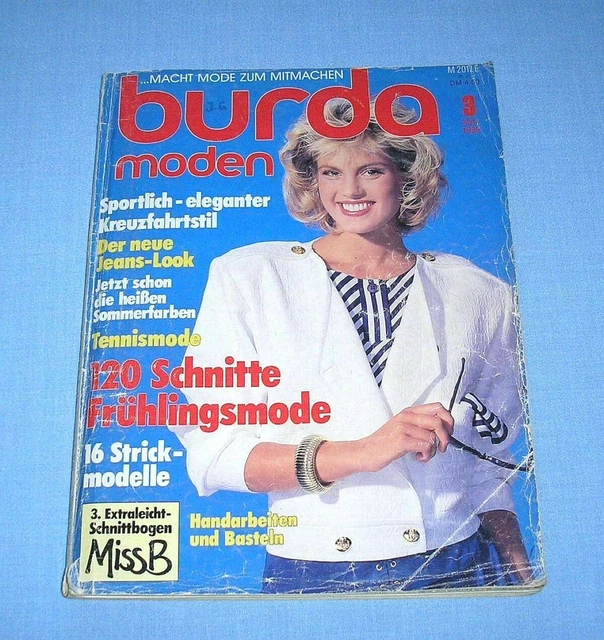 ...MACHT MODE ZUM MITMACHEN
M 2012 E
burda
J.G
3
moden
Sportlich-eleganter
Kreuzfahrtstil
Der neue
Jeans-Look
Jetzt schon
die heißen
Sommerfarben
Tennismode
120 Schnitte
Frühlingsmode
16 Strick-
modelle
3. Extraleicht-
Schnittbogen
MissB
Handarbeiten
und Basteln